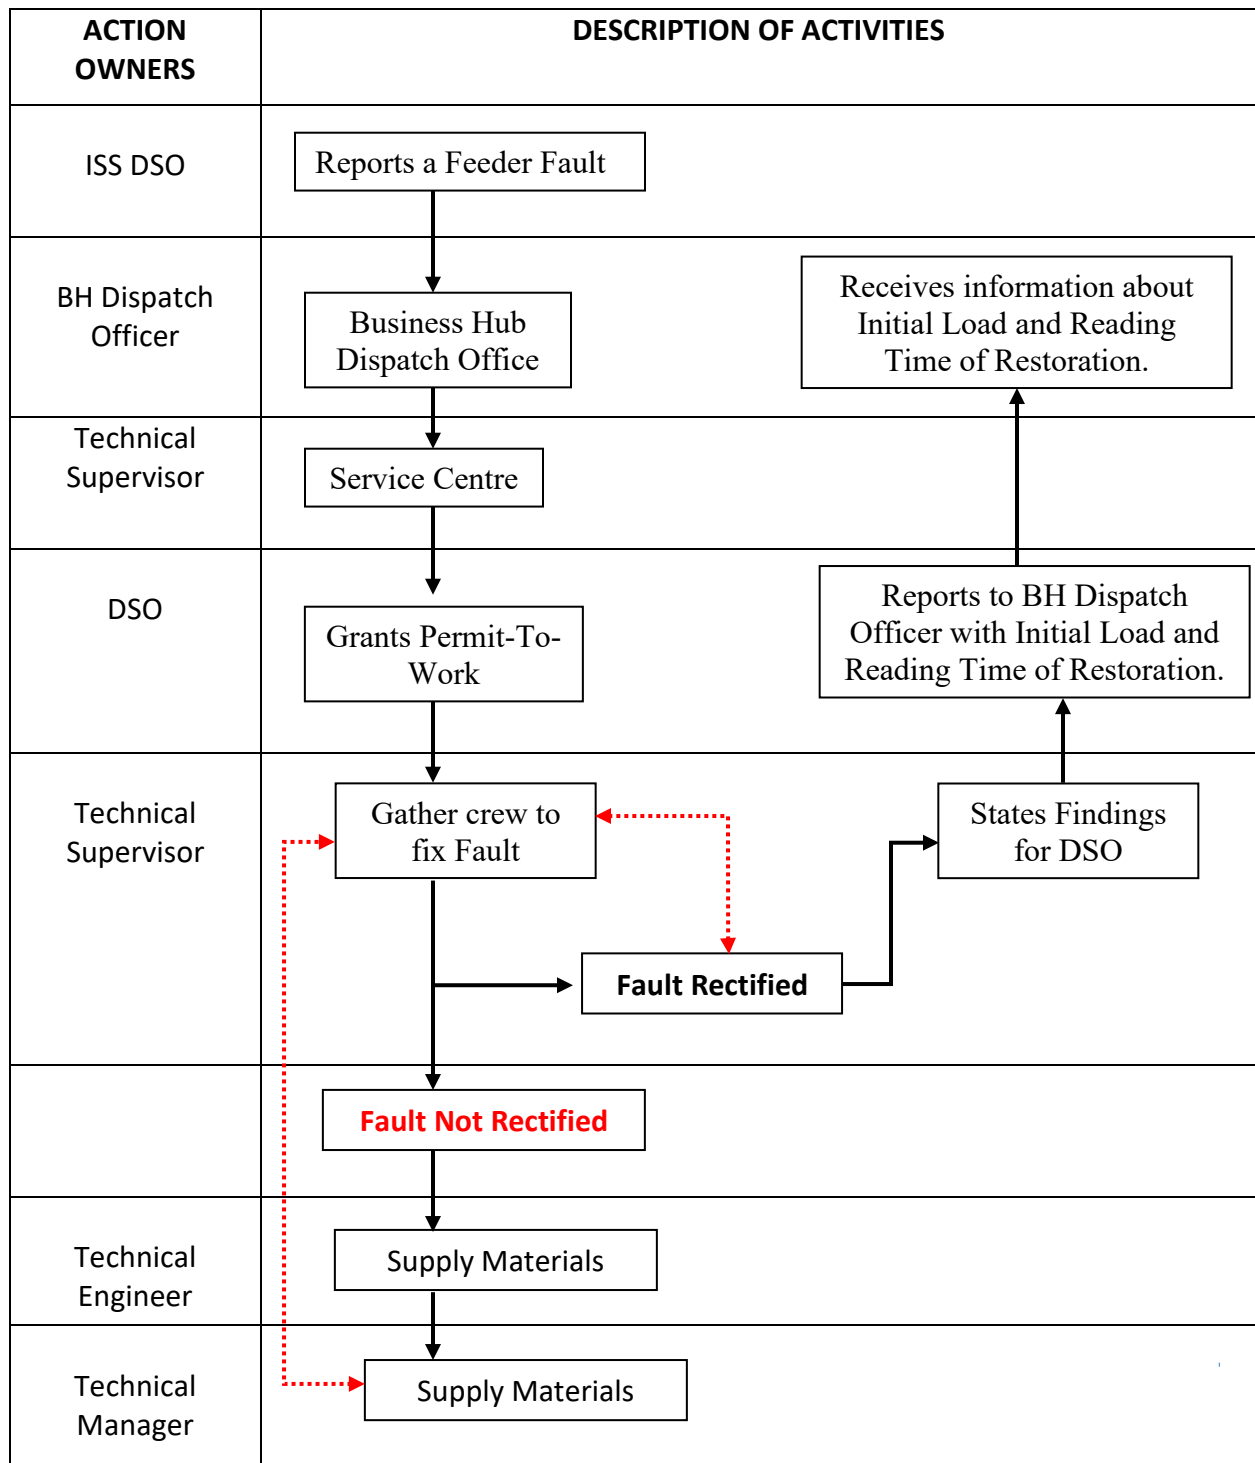 ACTION
OWNERS
DESCRIPTION OF ACTIVITIES
ISS DSO
Reports a Feeder Fault
BH Dispatch
Officer
Business Hub
Dispatch Office
Receives information about
Initial Load and Reading
Time of Restoration.
Technical
Supervisor
Service Centre
DSO
Grants Permit-To-
Work
Reports to BH Dispatch
Officer with Initial Load and
Reading Time of Restoration.
Technical
Supervisor
Gather crew to
fix Fault
States Findings
for DSO
Fault Rectified
Fault Not Rectified
Technical
Engineer
Supply Materials
Technical
Manager
Supply Materials